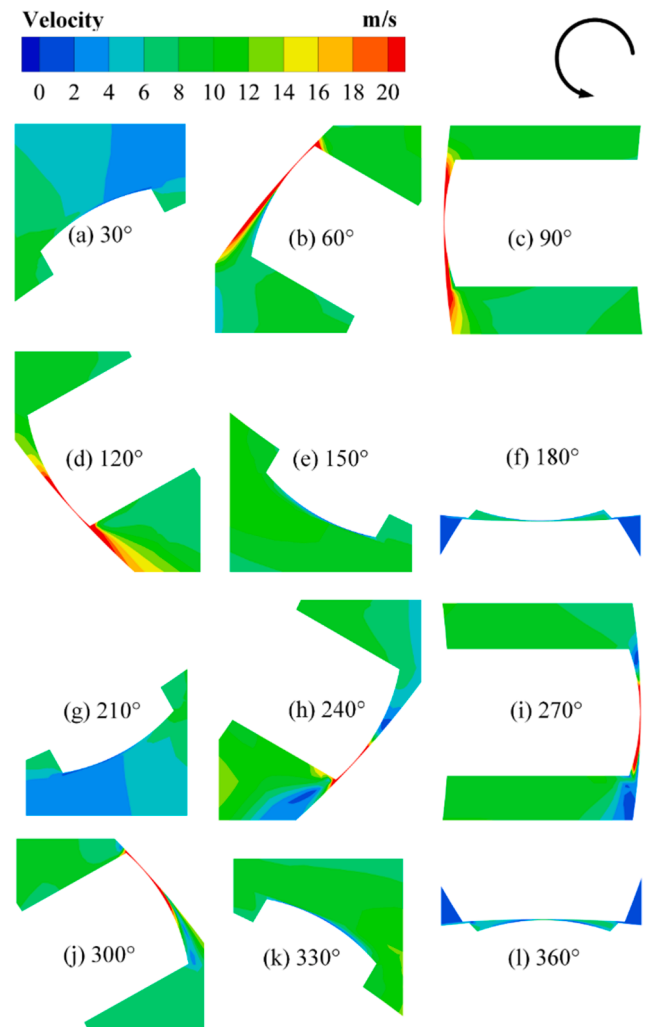 Velocity m/s
0 2 4 6 8 10 12 14 16 18 20
(a) 30°
(b) 60°
(c) 90°
(d) 120°
(e) 150°
(f) 180°
(g) 210°
(h) 240°
(i) 270°
(j) 300°
(k) 330°
(l) 360°